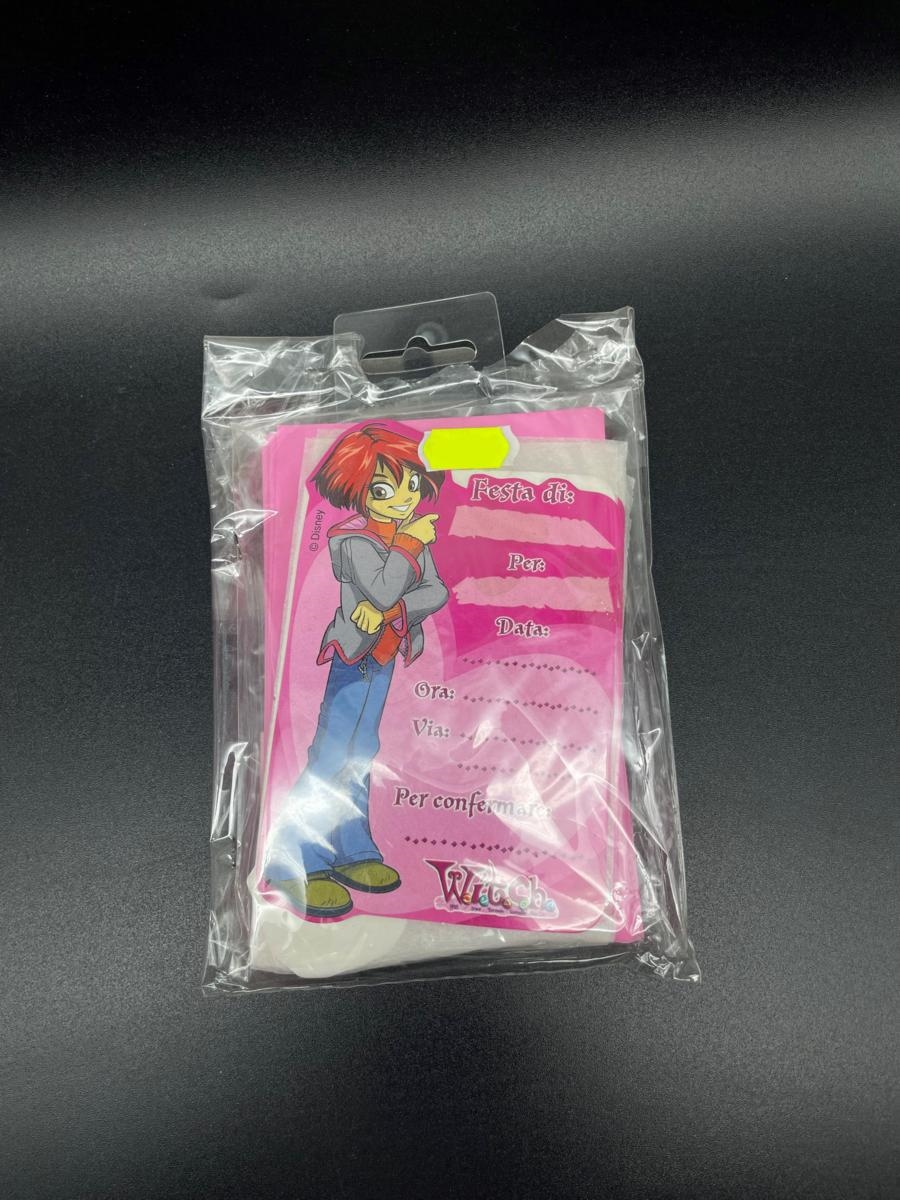 © Disney
Festa di:
Per:
Data:
Ora:
Via:
Per confermare:
W.i.t.c.h.